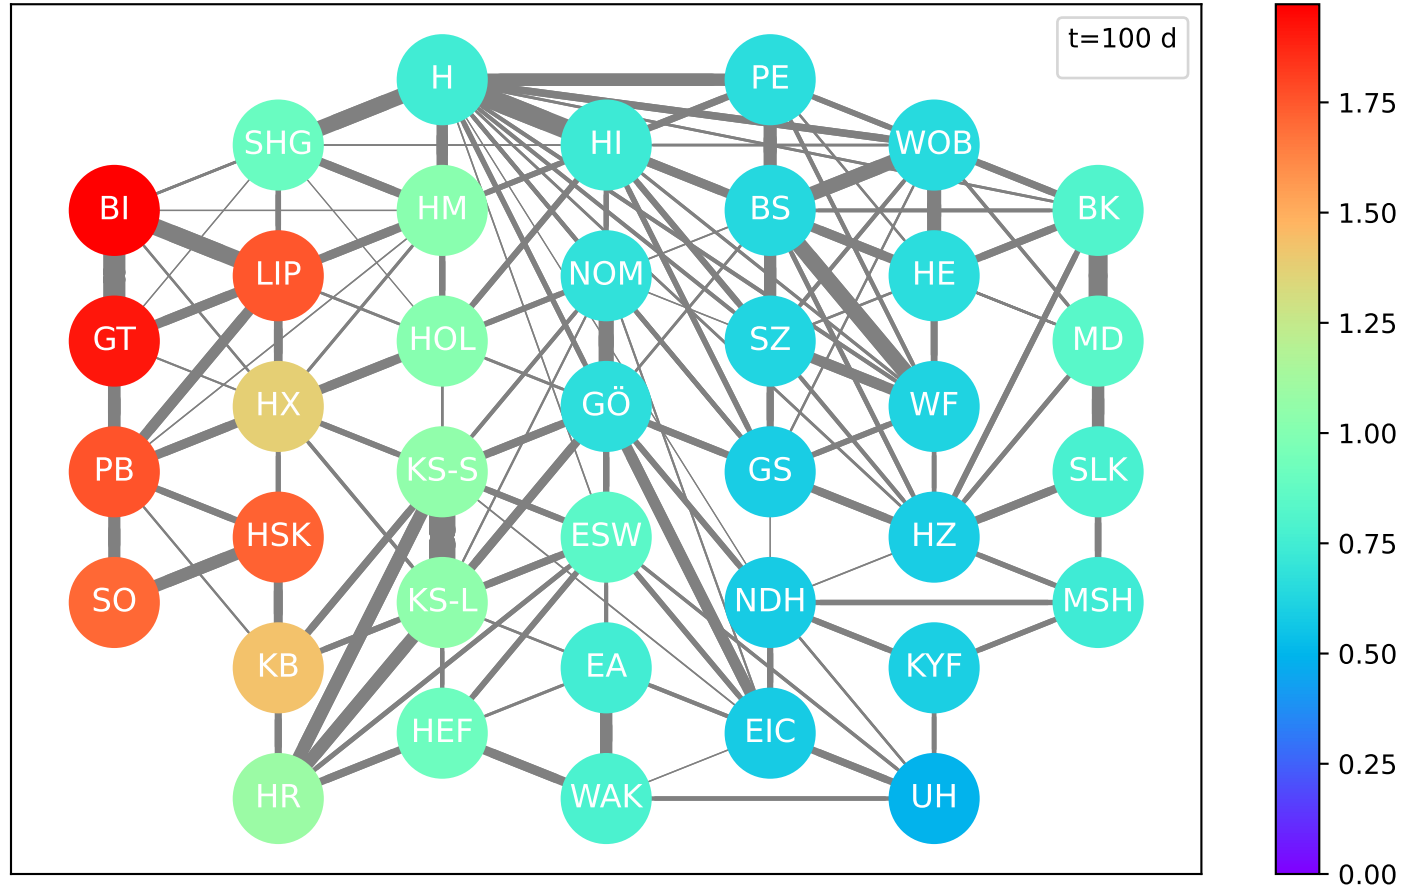 t=100 d
H
PE
SHG
HI
WOB
BI
HM
BS
BK
LIP
NOM
HE
GT
HOL
SZ
MD
HX
GÖ
WF
PB
KS-S
GS
SLK
HSK
ESW
HZ
SO
KS-L
NDH
MSH
KB
EA
KYF
HEF
EIC
HR
WAK
UH
1.75
1.50
1.25
1.00
0.75
0.50
0.25
0.00